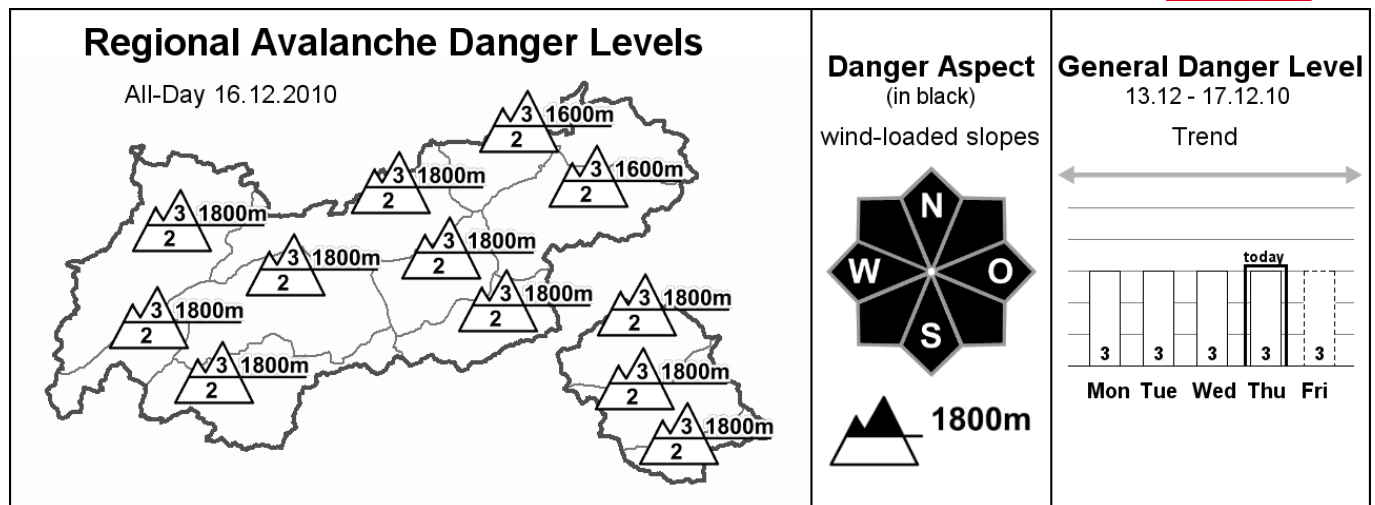 Regional Avalanche Danger Levels
All-Day 16.12.2010
3 1600m
2
3 1800m
2
3 1600m
2
3 1800m
2
3 1800m
2
3 1800m
2
3 1800m
2
3 1800m
2
3 1800m
2
3 1800m
2
3 1800m
2
3 1800m
2
Danger Aspect
(in black)
wind-loaded slopes
N
W O
S
1800m
General Danger Level
13.12 - 17.12.10
Trend
today
3 3 3 3 3
Mon Tue Wed Thu Fri